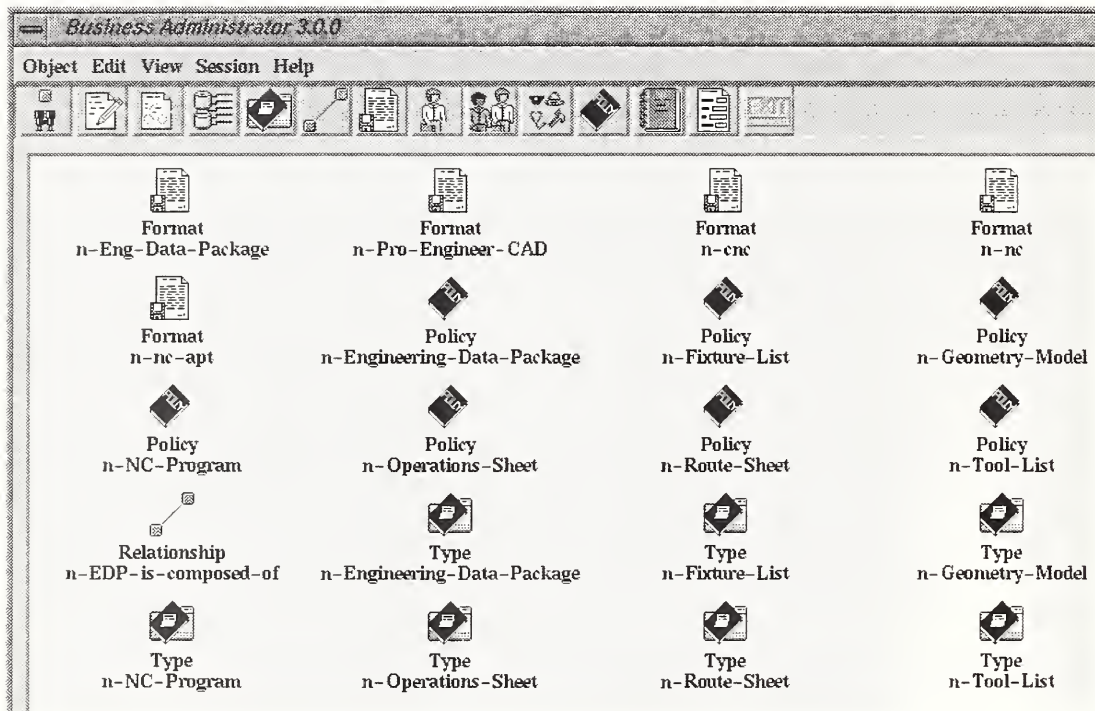 Business Administrator 3.0.0
Object Edit View Session Help
EXIT
Format Format Format Format
n-Eng-Data-Package n-Pro-Engineer-CAD n-cnc n-nc
Format Policy Policy Policy
n-nc-apt n-Engineering-Data-Package n-Fixture-List n-Geometry-Model
Policy Policy Policy Policy
n-NC-Program n-Operations-Sheet n-Route-Sheet n-Tool-List
Relationship Type Type Type
n-EDP-is-composed-of n-Engineering-Data-Package n-Fixture-List n-Geometry-Model
Type Type Type Type
n-NC-Program n-Operations-Sheet n-Route-Sheet n-Tool-List